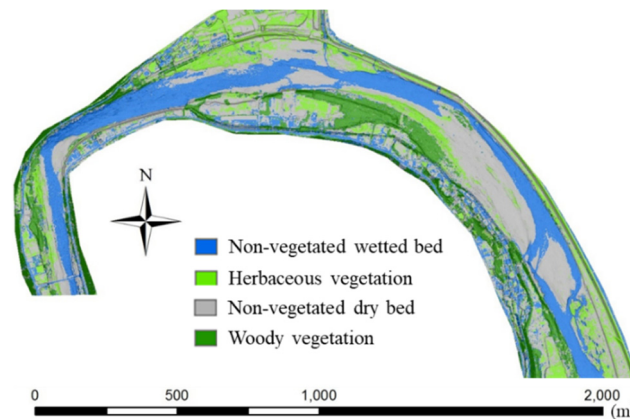 N
Non-vegetated wetted bed
Herbaceous vegetation
Non-vegetated dry bed
Woody vegetation
0 500 1,000 2,000
(m